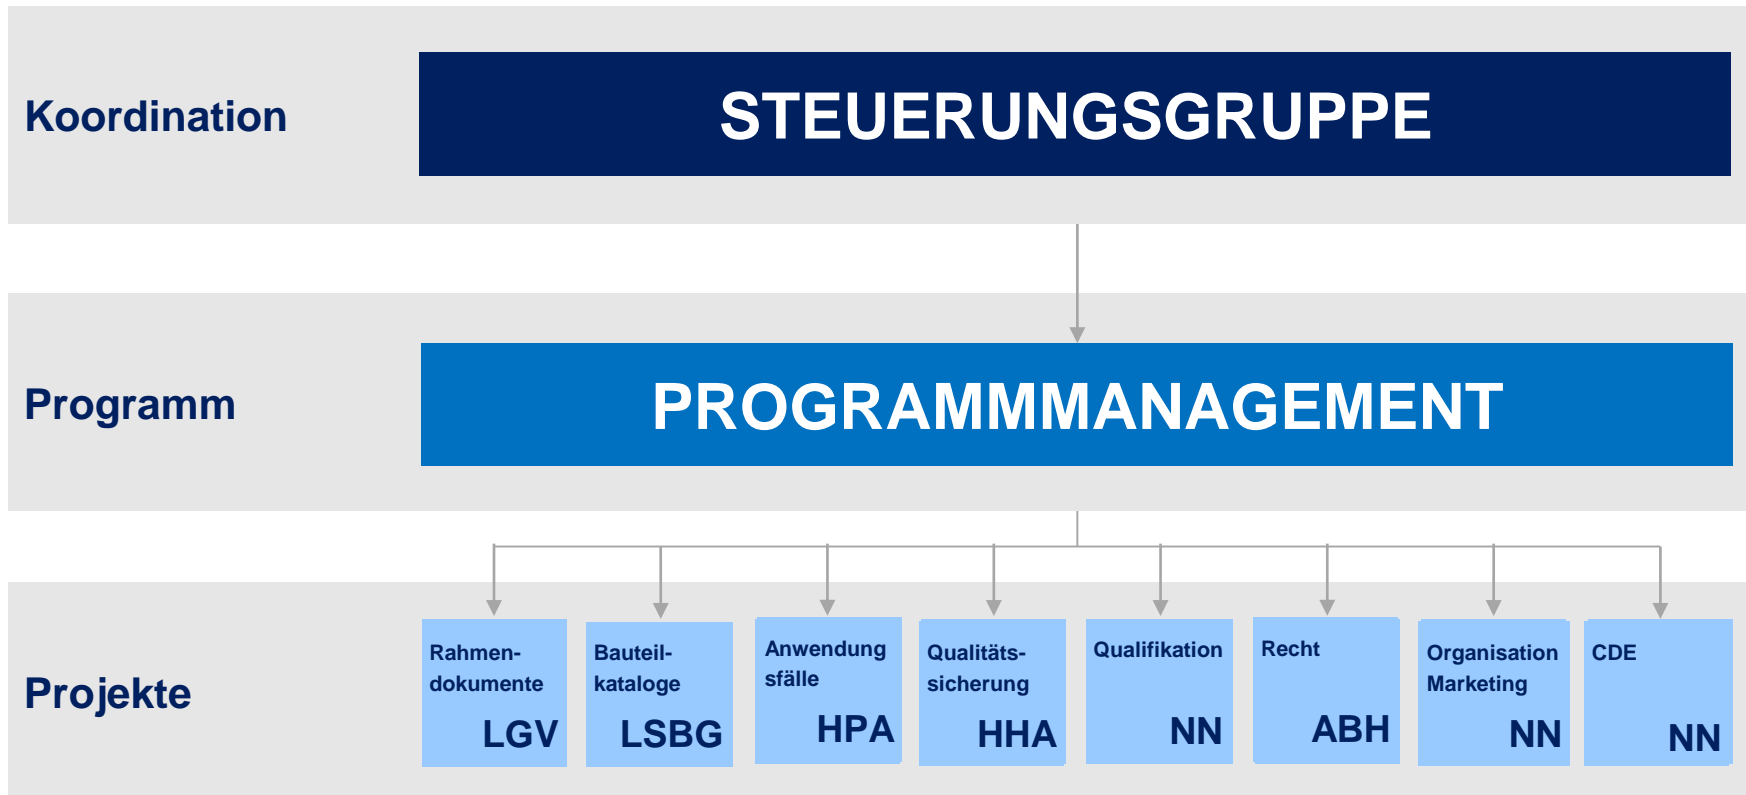 Koordination
STEUERUNGSGRUPPE
Programm
PROGRAMMMANAGEMENT
Projekte
Rahmen-
dokumente
LGV
Bauteil-
kataloge
LSBG
Anwendung
sfälle
HPA
Qualitäts-
sicherung
HHA
Qualifikation
NN
Recht
ABH
Organisation
Marketing
NN
CDE
NN